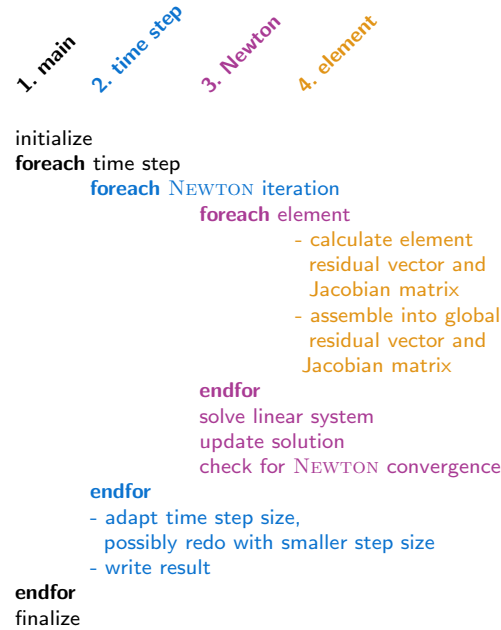 1. main
2. time step
3. Newton
4. element
initialize
foreach time step
foreach NEWTON iteration
foreach element
- calculate element
residual vector and
Jacobian matrix
- assemble into global
residual vector and
Jacobian matrix
endfor
solve linear system
update solution
check for NEWTON convergence
endfor
- adapt time step size,
possibly redo with smaller step size
- write result
endfor
finalize